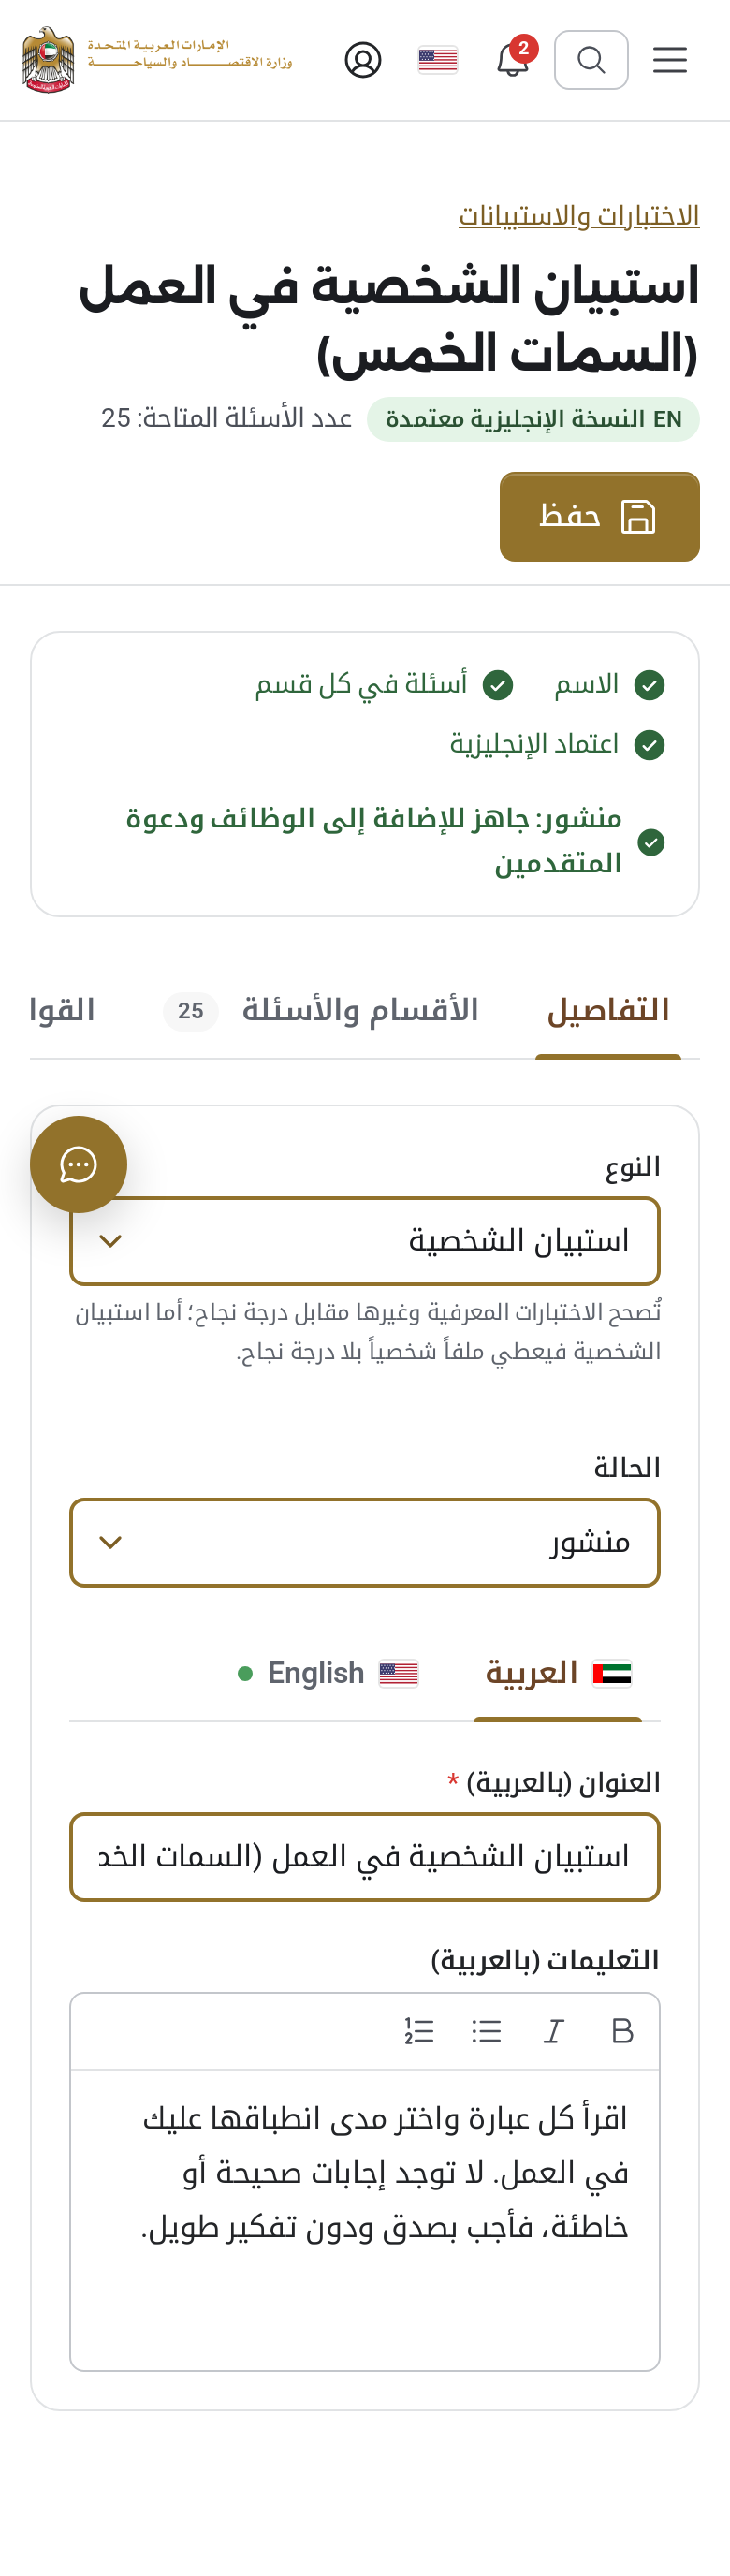 الإمارات العربية المتحدة
وزارة الاقتصاد والسياحة
2
الاختبارات والاستبيانات
استبيان الشخصية في العمل
(السمات الخمس)
EN النسخة الإنجليزية معتمدة
عدد الأسئلة المتاحة: 25
حفظ
الاسم
أسئلة في كل قسم
اعتماد الإنجليزية
منشور: جاهز للإضافة إلى الوظائف ودعوة
المتقدمين
التفاصيل
الأقسام والأسئلة 25
القوا
النوع
استبيان الشخصية
تُصحح الاختبارات المعرفية وغيرها مقابل درجة نجاح؛ أما استبيان
الشخصية فيعطي ملفاً شخصياً بلا درجة نجاح.
الحالة
منشور
العربية
English
العنوان (بالعربية) *
استبيان الشخصية في العمل (السمات الخم
التعليمات (بالعربية)
اقرأ كل عبارة واختر مدى انطباقها عليك
في العمل. لا توجد إجابات صحيحة أو
خاطئة، فأجب بصدق ودون تفكير طويل.